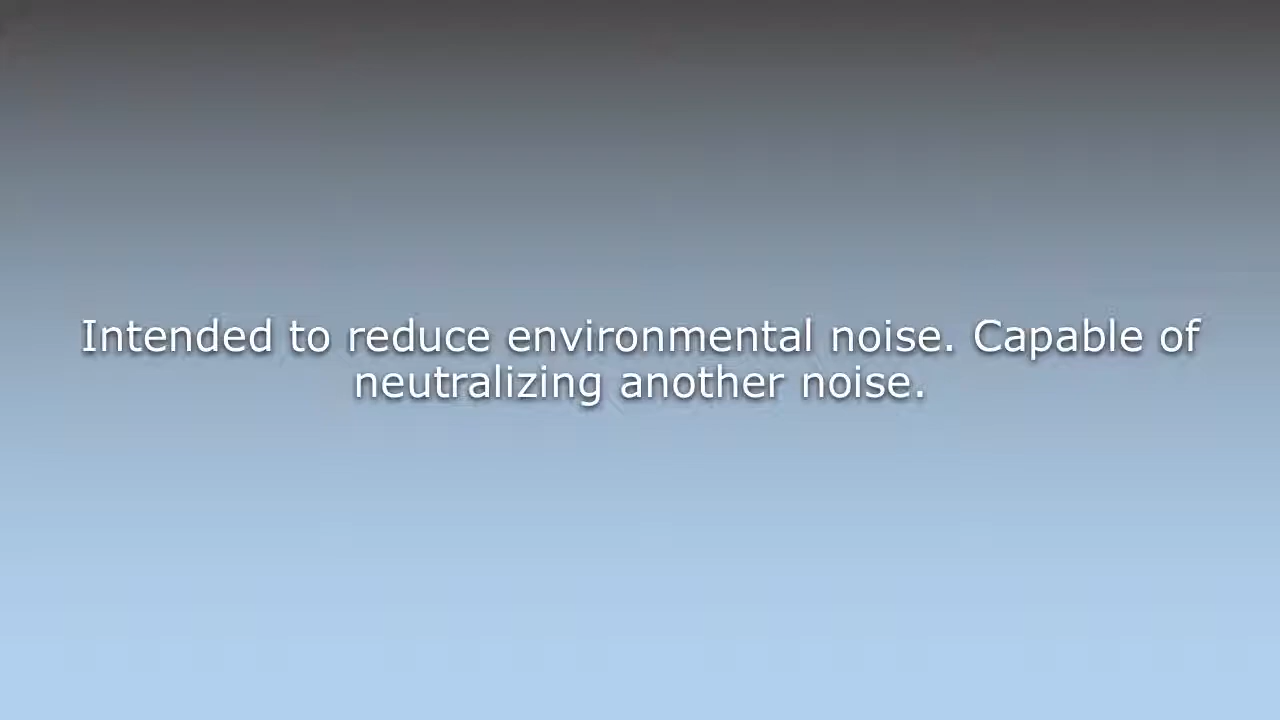 Intended to reduce environmental noise. Capable of
neutralizing another noise.